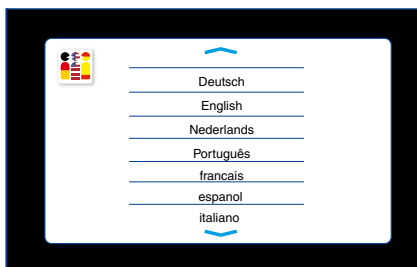 Deutsch
English
Nederlands
Português
francais
espanol
italiano